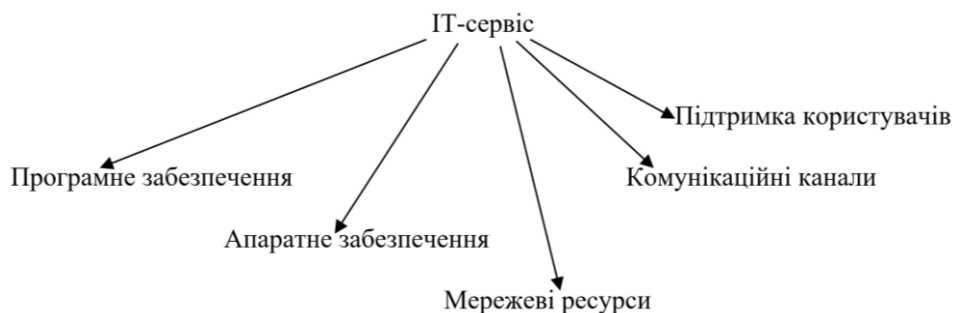 ІТ-сервіс
Підтримка користувачів
Програмне забезпечення
Комунікаційні канали
Апаратне забезпечення
Мережеві ресурси